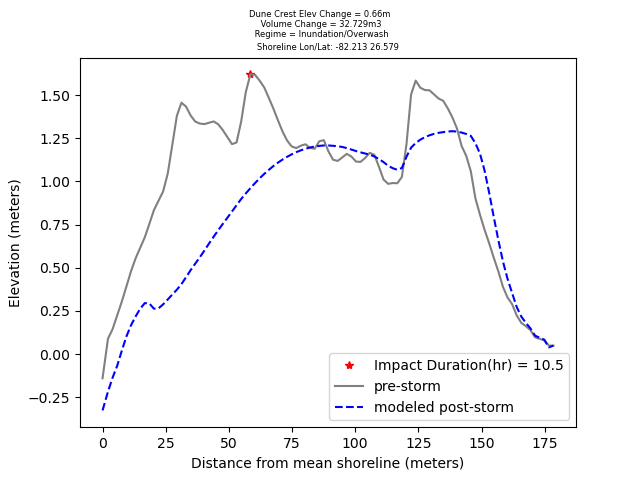 Dune Crest Elev Change = 0.66m
Volume Change = 32.729m3
Regime = Inundation/Overwash
Shoreline Lon/Lat: -82.213 26.579
1.50
1.25
1.00
0.75
0.50
0.25
0.00
−0.25
Elevation (meters)
Impact Duration(hr) = 10.5
pre-storm
modeled post-storm
0 25 50 75 100 125 150 175
Distance from mean shoreline (meters)